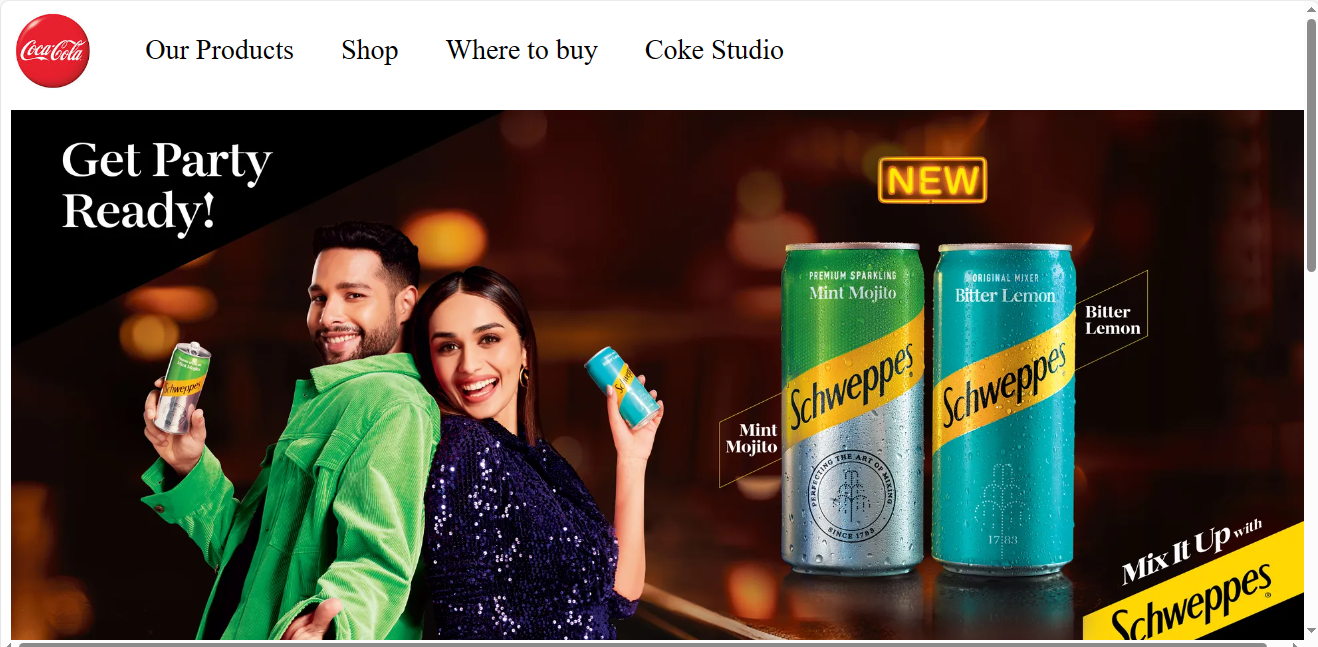 Coca-Cola
Our Products
Shop
Where to buy
Coke Studio
Get Party
Ready!
NEW
PREMIUM SPARKLING
Mint Mojito
Schweppes
PERFECTING THE ART OF MIXING
SINCE 1783
ORIGINAL MIXER
Bitter Lemon
Schweppes
1783
Mint
Mojito
Bitter
Lemon
Schweppes
Schweppes
Mix It Up with
Schweppes®